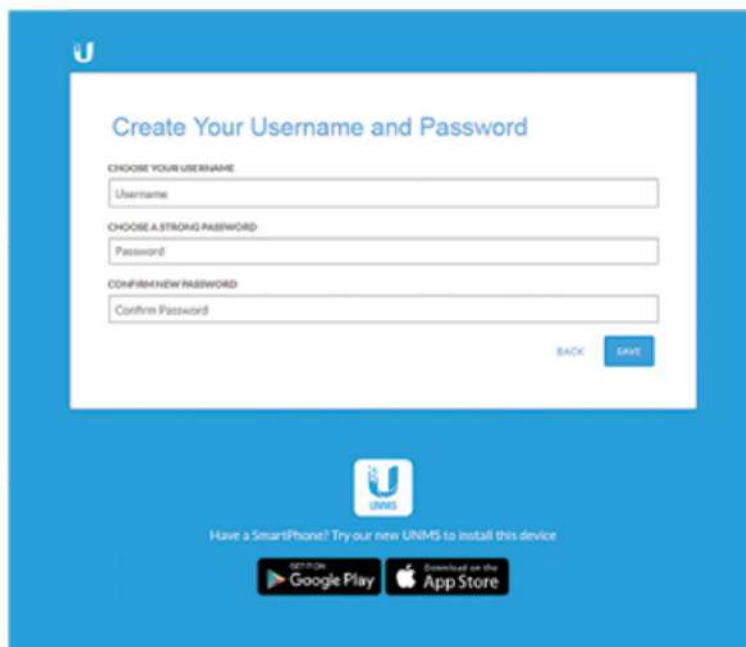 U
Create Your Username and Password
CHOOSE YOUR USERNAME
Username
CHOOSE A STRONG PASSWORD
Password
CONFIRM NEW PASSWORD
Confirm Password
BACK SAVE
U
UNMS
Have a SmartPhone? Try our new UNMS to install this device
GET IT ON
Google Play
Download on the
App Store